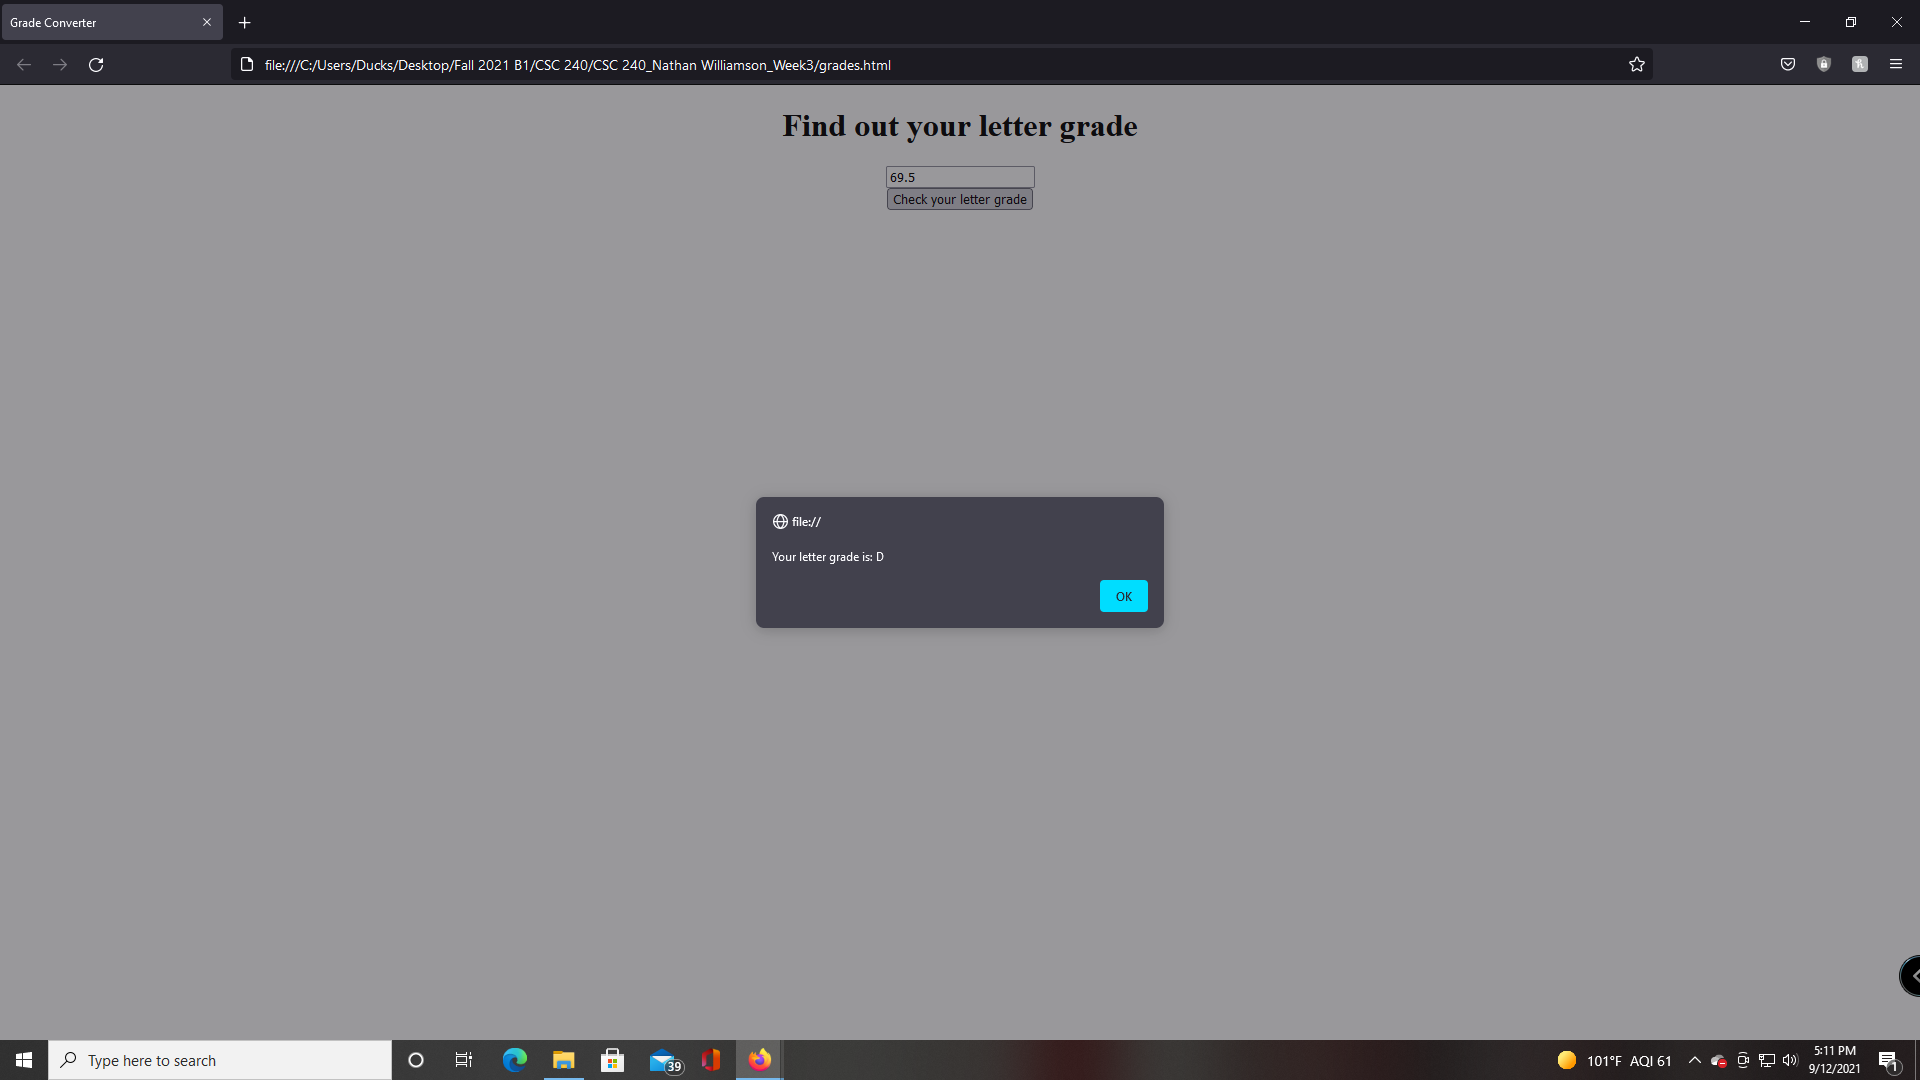 Grade Converter
file:///C:/Users/Ducks/Desktop/Fall 2021 B1/CSC 240/CSC 240_Nathan Williamson_Week3/grades.html
Find out your letter grade
69.5
Check your letter grade
file://
Your letter grade is: D
OK
Type here to search
39
101°F AQI 61
5:11 PM
9/12/2021
1